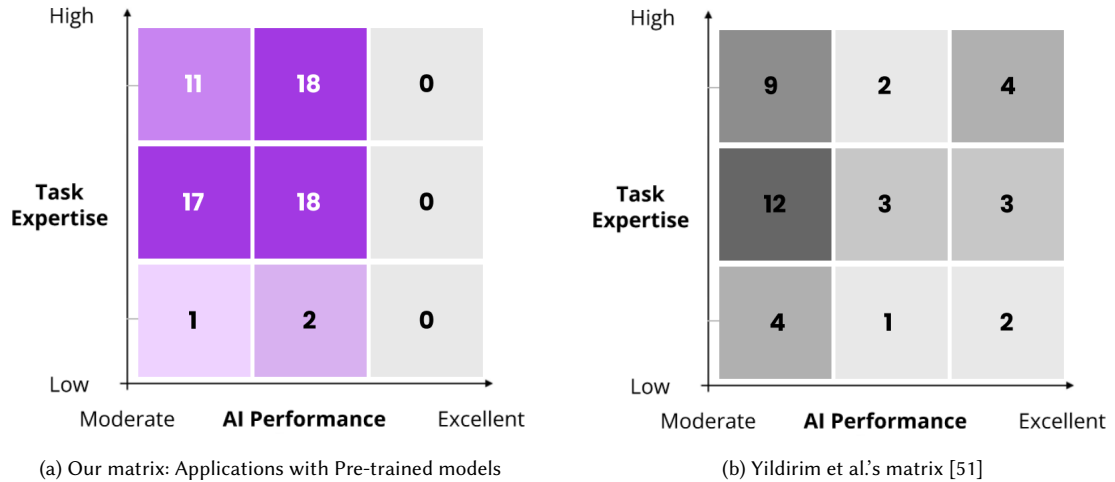 High
11 18 0
Task
Expertise
17 18 0
1 2 0
Low
Moderate AI Performance Excellent
(a) Our matrix: Applications with Pre-trained models
High
9 2 4
Task
Expertise
12 3 3
4 1 2
Low
Moderate AI Performance Excellent
(b) Yildirim et al.'s matrix [51]